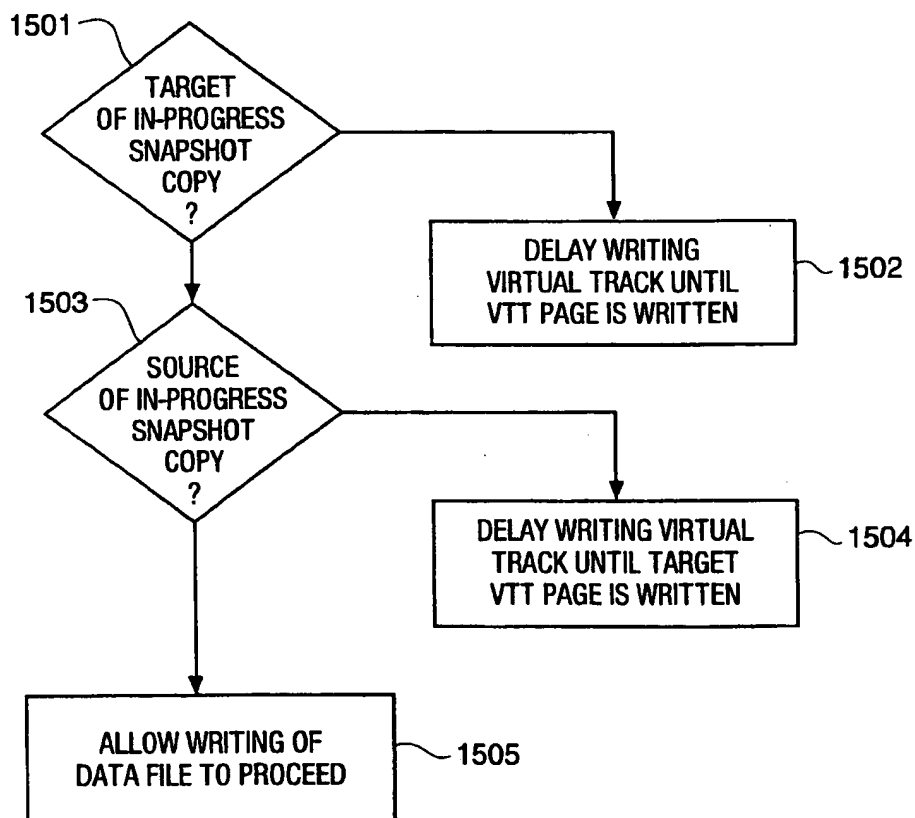 1501
TARGET
OF IN-PROGRESS
SNAPSHOT
COPY
?
DELAY WRITING
VIRTUAL TRACK UNTIL
VTT PAGE IS WRITTEN
1502
1503
SOURCE
OF IN-PROGRESS
SNAPSHOT
COPY
?
DELAY WRITING VIRTUAL
TRACK UNTIL TARGET
VTT PAGE IS WRITTEN
1504
ALLOW WRITING OF
DATA FILE TO PROCEED
1505